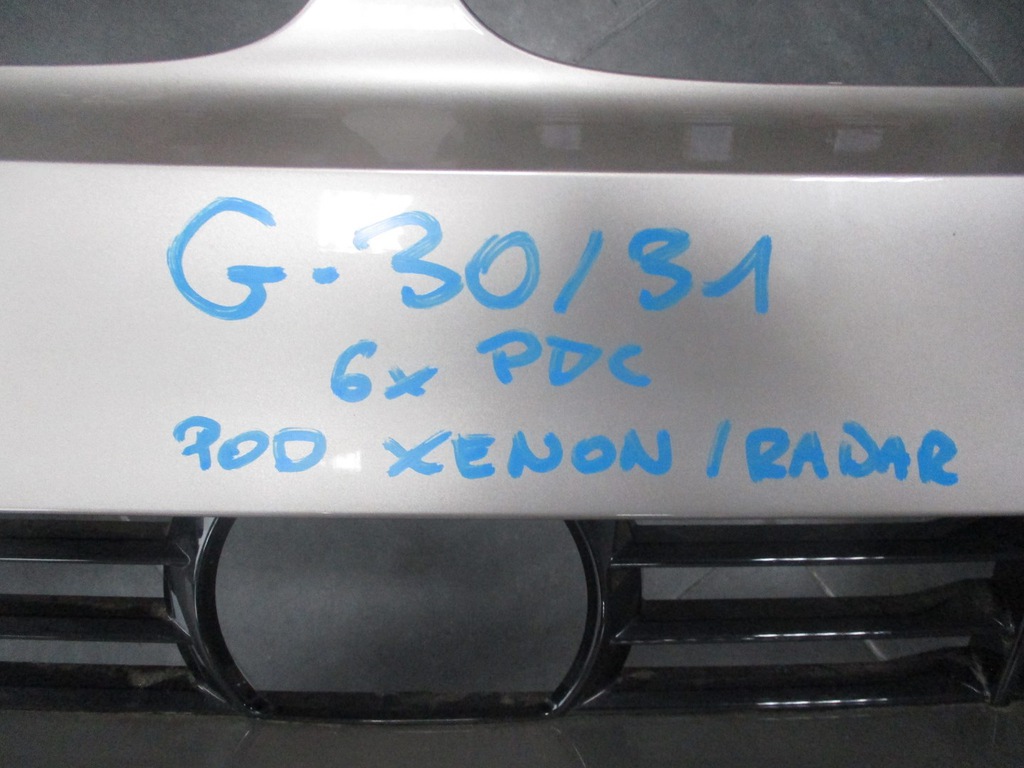 G-30/31
6x PDC
POD XENON/RADAR